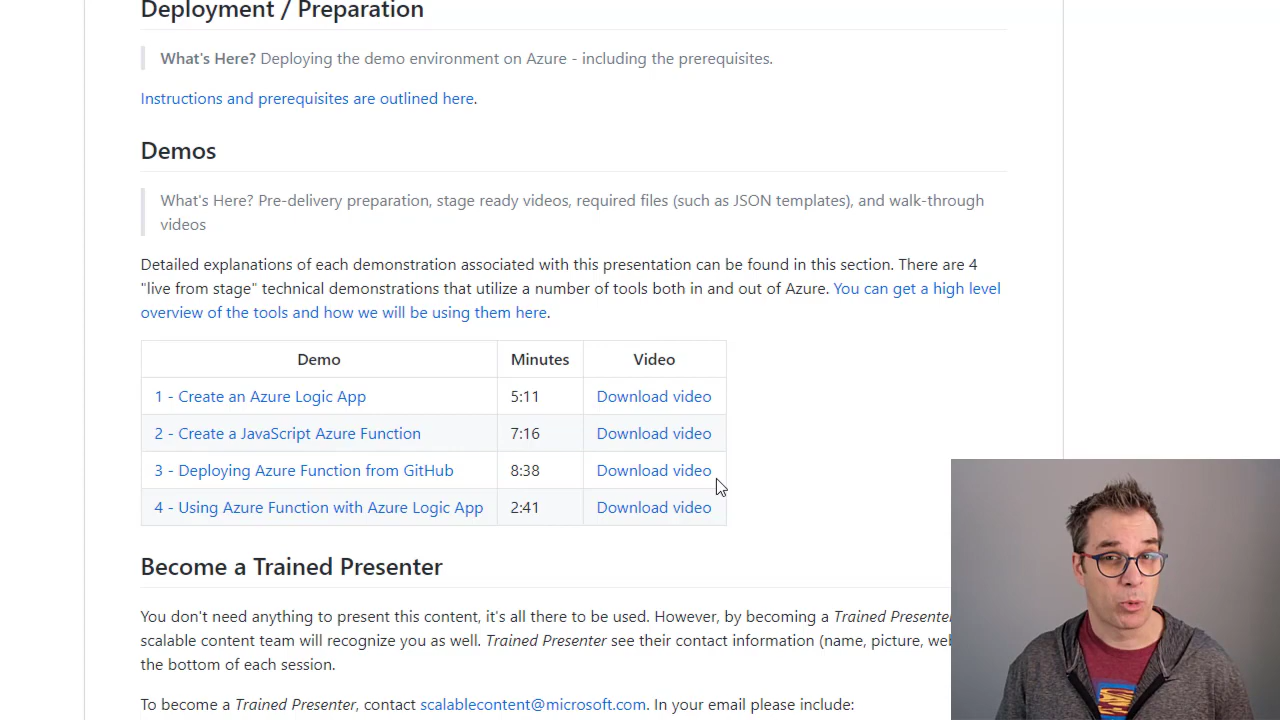 Deployment / Preparation
What's Here? Deploying the demo environment on Azure - including the prerequisites.
Instructions and prerequisites are outlined here.
Demos
What's Here? Pre-delivery preparation, stage ready videos, required files (such as JSON templates), and walk-through
videos
Detailed explanations of each demonstration associated with this presentation can be found in this section. There are 4
"live from stage" technical demonstrations that utilize a number of tools both in and out of Azure. You can get a high level
overview of the tools and how we will be using them here.
Demo Minutes Video
1 - Create an Azure Logic App 5:11 Download video
2 - Create a JavaScript Azure Function 7:16 Download video
3 - Deploying Azure Function from GitHub 8:38 Download video
4 - Using Azure Function with Azure Logic App 2:41 Download video
Become a Trained Presenter
You don't need anything to present this content, it's all there to be used. However, by becoming a Trained Presenter
scalable content team will recognize you as well. Trained Presenter see their contact information (name, picture,
the bottom of each session.
To become a Trained Presenter, contact scalablecontent@microsoft.com. In your email please include: